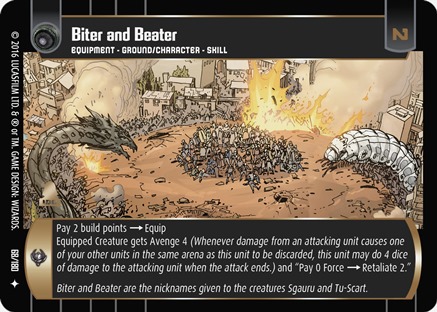 Biter and Beater
EQUIPMENT - GROUND/CHARACTER - 5KILL
N
© 2016 LUCASFILM LTD. & ® or TM. GAME DESIGN: WIZARDS.
Pay 2 build points → Equip
Equipped Creature gets Avenge 4 (Whenever damage from an attacking unit causes one
of your other units in the same arena as this unit to be discarded, this unit may do 4 dice
of damage to the attacking unit when the attack ends.) and “Pay 0 Force → Retaliate 2.”
Biter and Beater are the nicknames given to the creatures Sgauru and Tu-Scart.